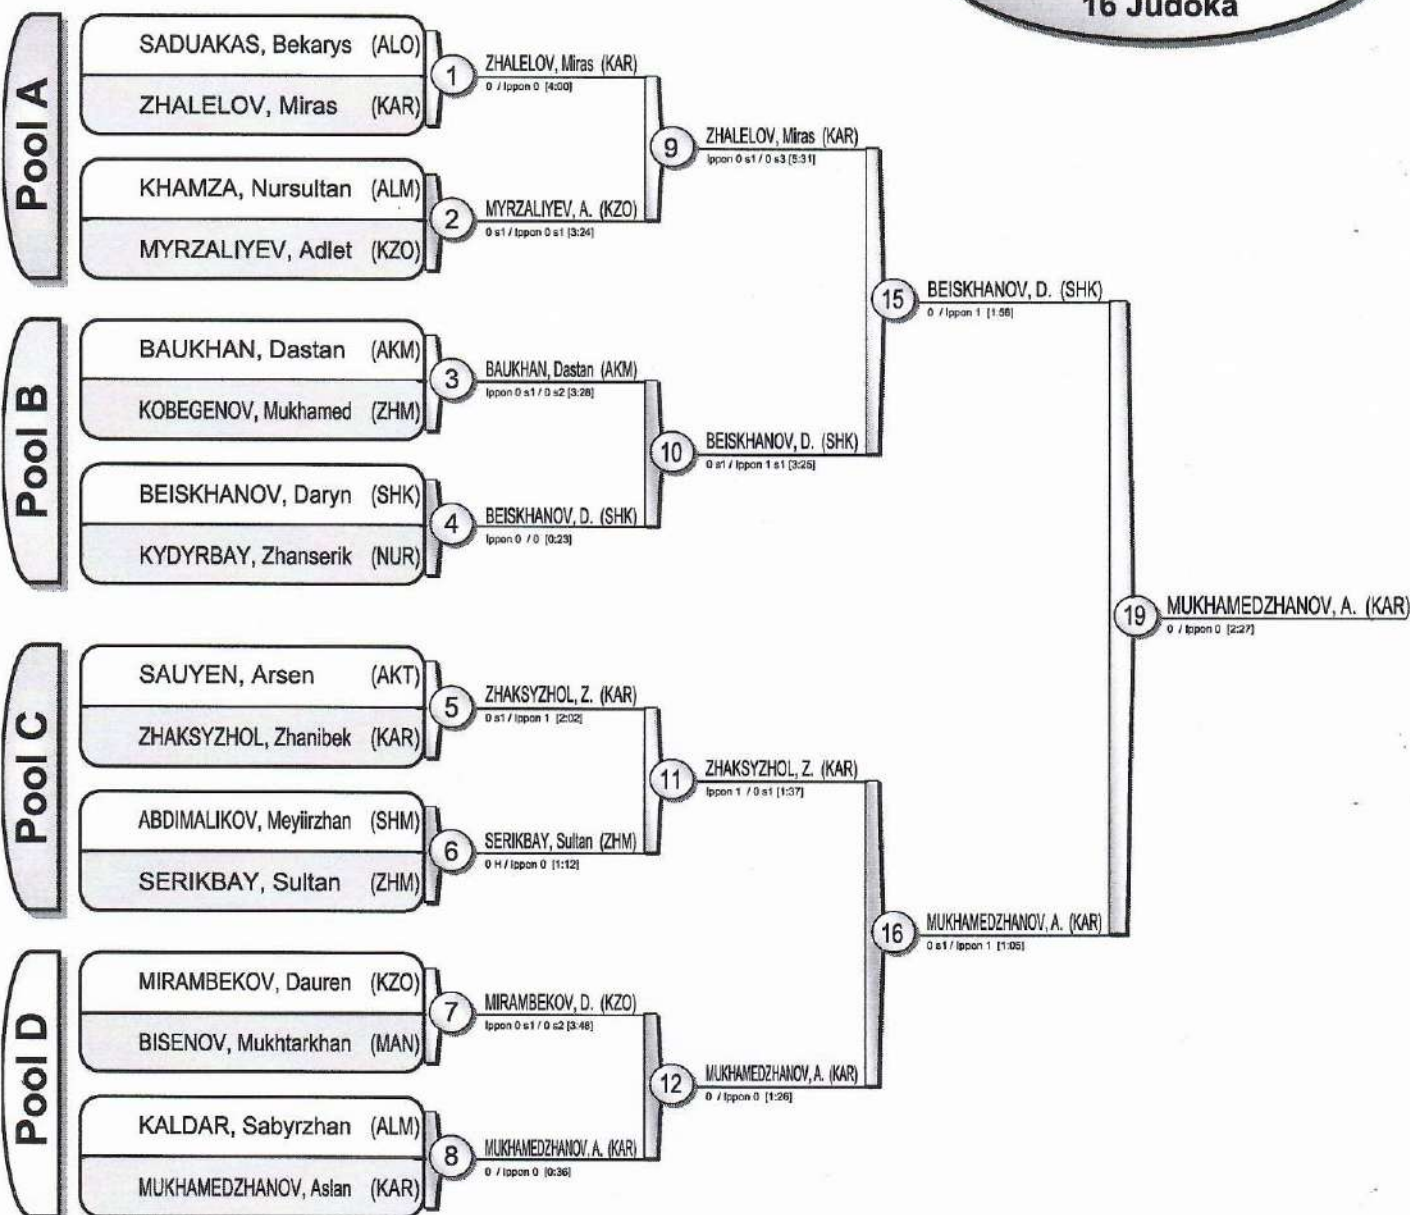 16 Judoka
Pool A
SADUAKAS, Bekarys (ALO)
ZHALELOV, Miras (KAR)
1
ZHALELOV, Miras (KAR)
0 / Ippon 0 [4:00]
KHAMZA, Nursultan (ALM)
MYRZALIYEV, Adlet (KZO)
2
MYRZALIYEV, A. (KZO)
0 s1 / Ippon 0 s1 [3:24]
9
ZHALELOV, Miras (KAR)
Ippon 0 s1 / 0 s3 [5:31]
Pool B
BAUKHAN, Dastan (AKM)
KOBEGENOV, Mukhamed (ZHM)
3
BAUKHAN, Dastan (AKM)
Ippon 0 s1 / 0 s2 [3:28]
BEISKHANOV, Daryn (SHK)
KYDYRBAY, Zhanserik (NUR)
4
BEISKHANOV, D. (SHK)
Ippon 0 / 0 [0:23]
10
BEISKHANOV, D. (SHK)
0 s1 / Ippon 1 s1 [3:25]
15
BEISKHANOV, D. (SHK)
0 / Ippon 1 [1:58]
Pool C
SAUYEN, Arsen (AKT)
ZHAKSYZHOL, Zhanibek (KAR)
5
ZHAKSYZHOL, Z. (KAR)
0 s1 / Ippon 1 [2:02]
ABDIMALIKOV, Meyiirzhan (SHM)
SERIKBAY, Sultan (ZHM)
6
SERIKBAY, Sultan (ZHM)
0 H / Ippon 0 [1:12]
11
ZHAKSYZHOL, Z. (KAR)
Ippon 1 / 0 s1 [1:37]
Pool D
MIRAMBEKOV, Dauren (KZO)
BISENOV, Mukhtarkhan (MAN)
7
MIRAMBEKOV, D. (KZO)
Ippon 0 s1 / 0 s2 [3:48]
KALDAR, Sabyrzhan (ALM)
MUKHAMEDZHANOV, Aslan (KAR)
8
MUKHAMEDZHANOV, A. (KAR)
0 / Ippon 0 [0:36]
12
MUKHAMEDZHANOV, A. (KAR)
0 / Ippon 0 [1:26]
16
MUKHAMEDZHANOV, A. (KAR)
0 s1 / Ippon 1 [1:05]
19
MUKHAMEDZHANOV, A. (KAR)
0 / Ippon 0 [2:27]